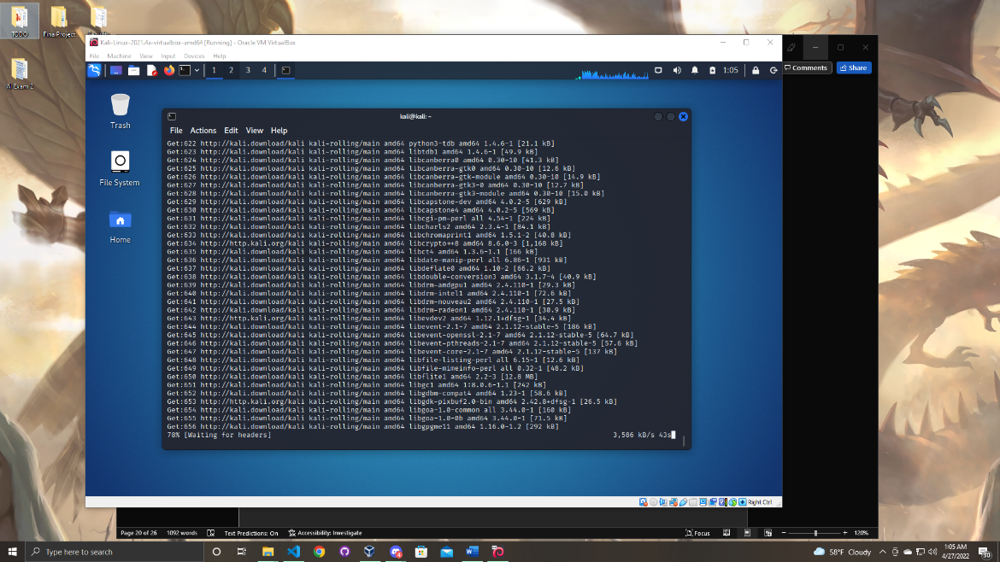 TODO
Final Project
AI Exam 2
Kali-Linux-2021.4a-virtualbox-amd64 [Running] - Oracle VM VirtualBox
File Machine View Input Devices Help
Comments
Share
1 2 3 4
1:05
Trash
File System
Home
kali@kali: ~
File Actions Edit View Help
Get:622 http://kali.download/kali kali-rolling/main amd64 python3-tdb amd64 1.4.6-1 [21.1 kB]
Get:623 http://kali.download/kali kali-rolling/main amd64 libtdb1 amd64 1.4.6-1 [49.9 kB]
Get:624 http://kali.download/kali kali-rolling/main amd64 libcanberra0 amd64 0.30-10 [41.3 kB]
Get:625 http://kali.download/kali kali-rolling/main amd64 libcanberra-gtk0 amd64 0.30-10 [12.6 kB]
Get:626 http://kali.download/kali kali-rolling/main amd64 libcanberra-gtk-module amd64 0.30-10 [14.9 kB]
Get:627 http://kali.download/kali kali-rolling/main amd64 libcanberra-gtk3-0 amd64 0.30-10 [12.7 kB]
Get:628 http://kali.download/kali kali-rolling/main amd64 libcanberra-gtk3-module amd64 0.30-10 [15.0 kB]
Get:629 http://kali.download/kali kali-rolling/main amd64 libcapstone-dev amd64 4.0.2-5 [629 kB]
Get:630 http://kali.download/kali kali-rolling/main amd64 libcapstone4 amd64 4.0.2-5 [569 kB]
Get:631 http://kali.download/kali kali-rolling/main amd64 libcgi-pm-perl all 4.54-1 [224 kB]
Get:632 http://kali.download/kali kali-rolling/main amd64 libcharls2 amd64 2.3.4-1 [84.1 kB]
Get:633 http://kali.download/kali kali-rolling/main amd64 libchromaprint1 amd64 1.5.1-2 [40.8 kB]
Get:634 http://http.kali.org/kali kali-rolling/main amd64 libcrypto++8 amd64 8.6.0-3 [1,168 kB]
Get:635 http://kali.download/kali kali-rolling/main amd64 libct4 amd64 1.3.6-1.1 [166 kB]
Get:636 http://kali.download/kali kali-rolling/main amd64 libdate-manip-perl all 6.86-1 [931 kB]
Get:637 http://kali.download/kali kali-rolling/main amd64 libdeflate0 amd64 1.10-2 [66.2 kB]
Get:638 http://kali.download/kali kali-rolling/main amd64 libdouble-conversion3 amd64 3.1.7-4 [40.9 kB]
Get:639 http://kali.download/kali kali-rolling/main amd64 libdrm-amdgpu1 amd64 2.4.110-1 [29.3 kB]
Get:640 http://kali.download/kali kali-rolling/main amd64 libdrm-intel1 amd64 2.4.110-1 [72.6 kB]
Get:641 http://kali.download/kali kali-rolling/main amd64 libdrm-nouveau2 amd64 2.4.110-1 [27.5 kB]
Get:642 http://kali.download/kali kali-rolling/main amd64 libdrm-radeon1 amd64 2.4.110-1 [30.9 kB]
Get:643 http://http.kali.org/kali kali-rolling/main amd64 libevdev2 amd64 1.12.1+dfsg-1 [34.4 kB]
Get:644 http://kali.download/kali kali-rolling/main amd64 libevent-2.1-7 amd64 2.1.12-stable-5 [186 kB]
Get:645 http://kali.download/kali kali-rolling/main amd64 libevent-openssl-2.1-7 amd64 2.1.12-stable-5 [64.7 kB]
Get:646 http://kali.download/kali kali-rolling/main amd64 libevent-pthreads-2.1-7 amd64 2.1.12-stable-5 [57.6 kB]
Get:647 http://kali.download/kali kali-rolling/main amd64 libevent-core-2.1-7 amd64 2.1.12-stable-5 [137 kB]
Get:648 http://kali.download/kali kali-rolling/main amd64 libfile-listing-perl all 6.15-1 [12.6 kB]
Get:649 http://kali.download/kali kali-rolling/main amd64 libfile-mimeinfo-perl all 0.32-1 [48.2 kB]
Get:650 http://kali.download/kali kali-rolling/main amd64 libflite1 amd64 2.2-3 [12.8 MB]
Get:651 http://kali.download/kali kali-rolling/main amd64 libgc1 amd64 1:8.0.6-1.1 [242 kB]
Get:652 http://kali.download/kali kali-rolling/main amd64 libgdbm-compat4 amd64 1.23-1 [58.6 kB]
Get:653 http://http.kali.org/kali kali-rolling/main amd64 libgdk-pixbuf2.0-bin amd64 2.42.8+dfsg-1 [26.5 kB]
Get:654 http://kali.download/kali kali-rolling/main amd64 libgoa-1.0-common all 3.44.0-1 [160 kB]
Get:655 http://kali.download/kali kali-rolling/main amd64 libgoa-1.0-0b amd64 3.44.0-1 [71.5 kB]
Get:656 http://kali.download/kali kali-rolling/main amd64 libgpgme11 amd64 1.16.0-1.2 [292 kB]
78% [Waiting for headers] 3,586 kB/s 43s
Right Ctrl
Page 20 of 26 1092 words Text Predictions: On Accessibility: Investigate Focus 120%
Type here to search
58°F Cloudy
1:05 AM
4/27/2022
30